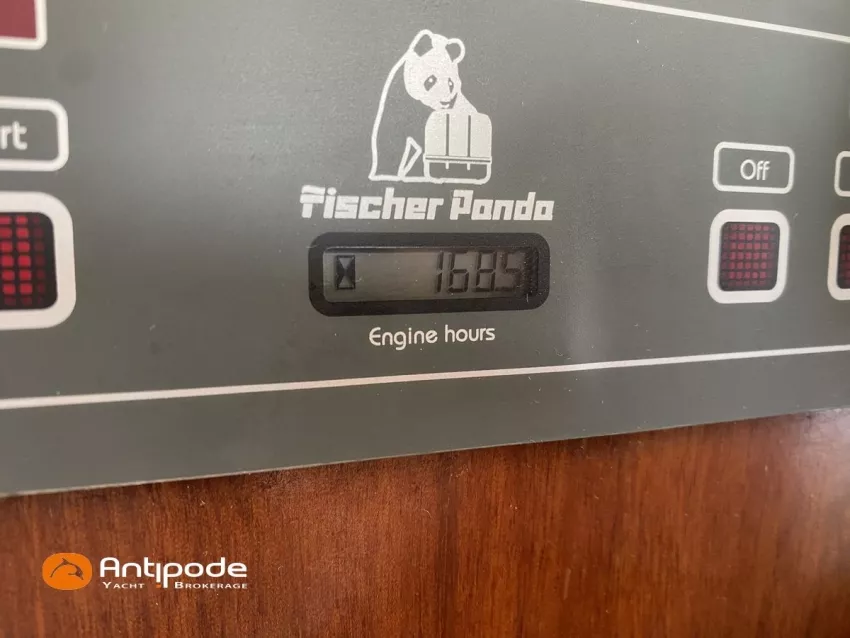 rt
Fischer Panda
Off
168.5
Engine hours
Antipode
YACHT BROKERAGE